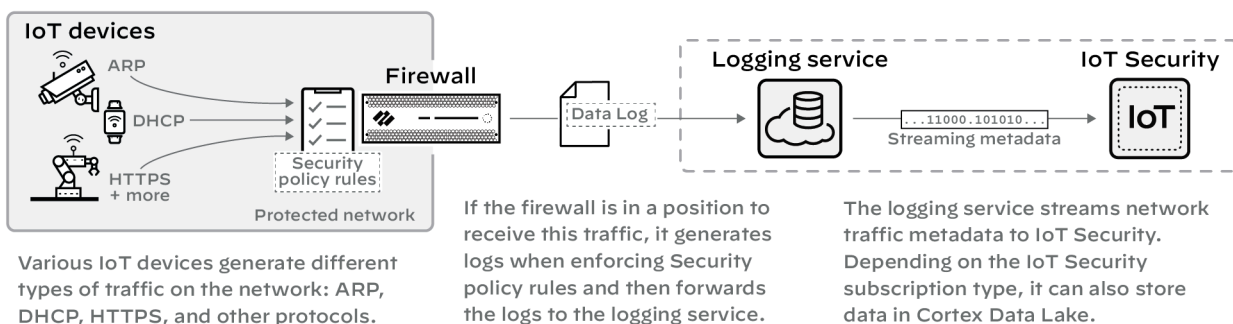 IoT devices
ARP
DHCP
HTTPS
+ more
Security
policy rules
Protected network
Firewall
Data Log
Logging service
...11000.101010...
Streaming metadata
IoT Security
IoT
Various IoT devices generate different
types of traffic on the network: ARP,
DHCP, HTTPS, and other protocols.
If the firewall is in a position to
receive this traffic, it generates
logs when enforcing Security
policy rules and then forwards
the logs to the logging service.
The logging service streams network
traffic metadata to IoT Security.
Depending on the IoT Security
subscription type, it can also store
data in Cortex Data Lake.